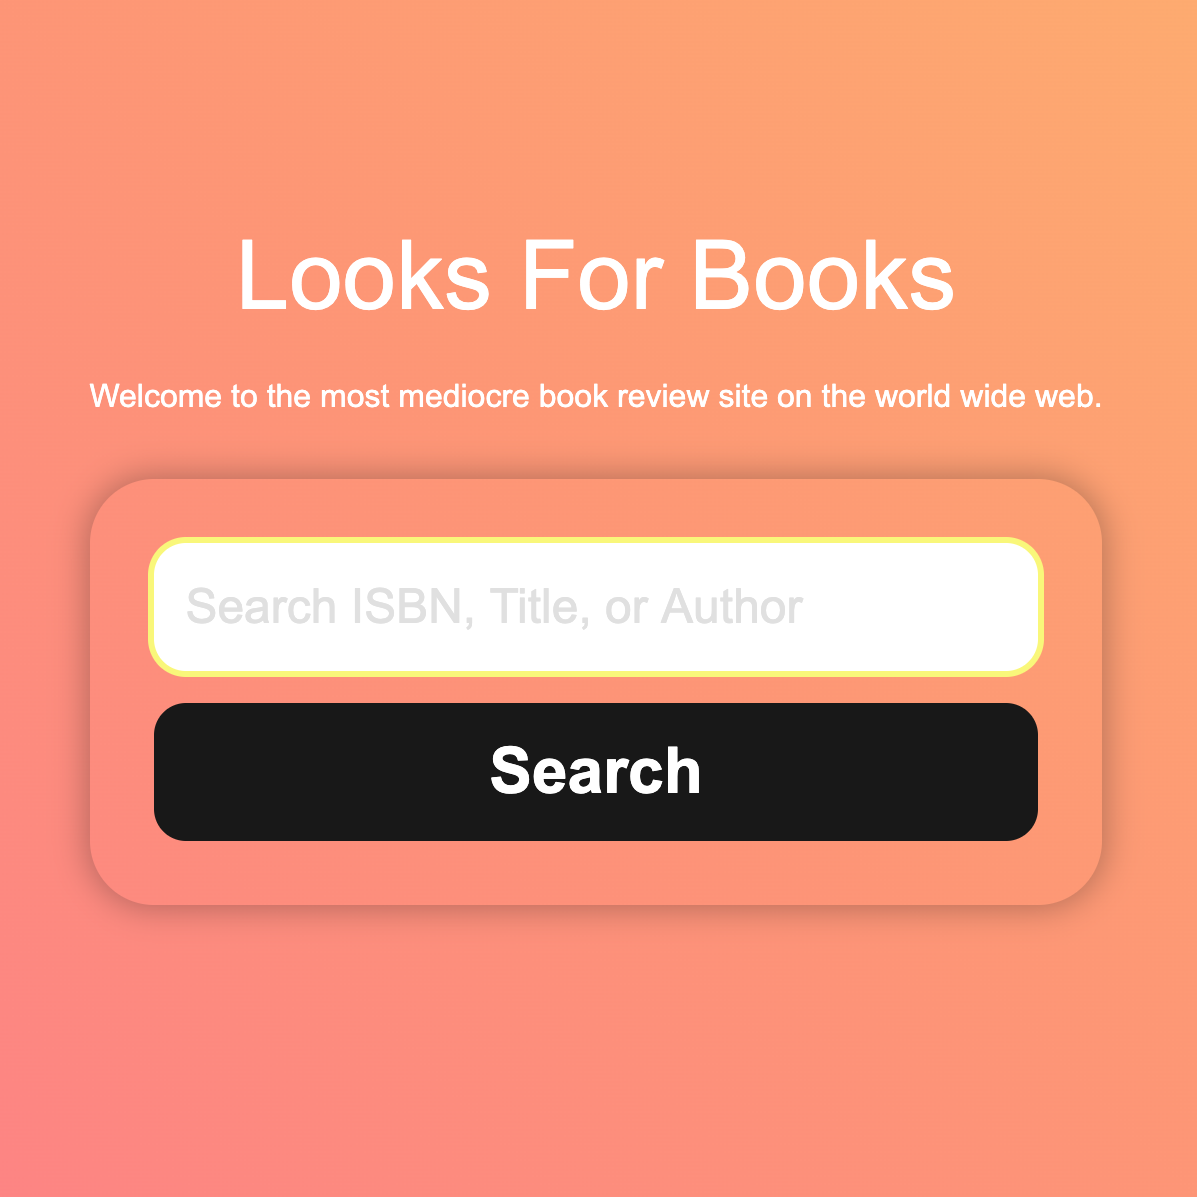 Looks For Books
Welcome to the most mediocre book review site on the world wide web.
Search ISBN, Title, or Author
Search